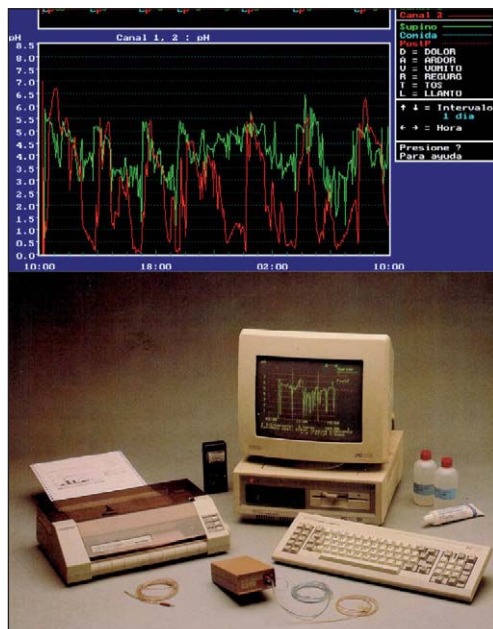 Canal 2
Supino
Comida
PostP
D = DOLOR
A = ARDOR
V = VOMITO
R = REGURG
T = TOS
L = LLANTO
↑ ↓ = Intervalo
1 dia
← → = Hora
Presione ?
Para ayuda
pH
Canal 1, 2 : pH
8.5
8.0
7.5
7.0
6.5
6.0
5.5
5.0
4.5
4.0
3.5
3.0
2.5
2.0
1.5
1.0
0.5
0.0
10:00
18:00
02:00
10:00